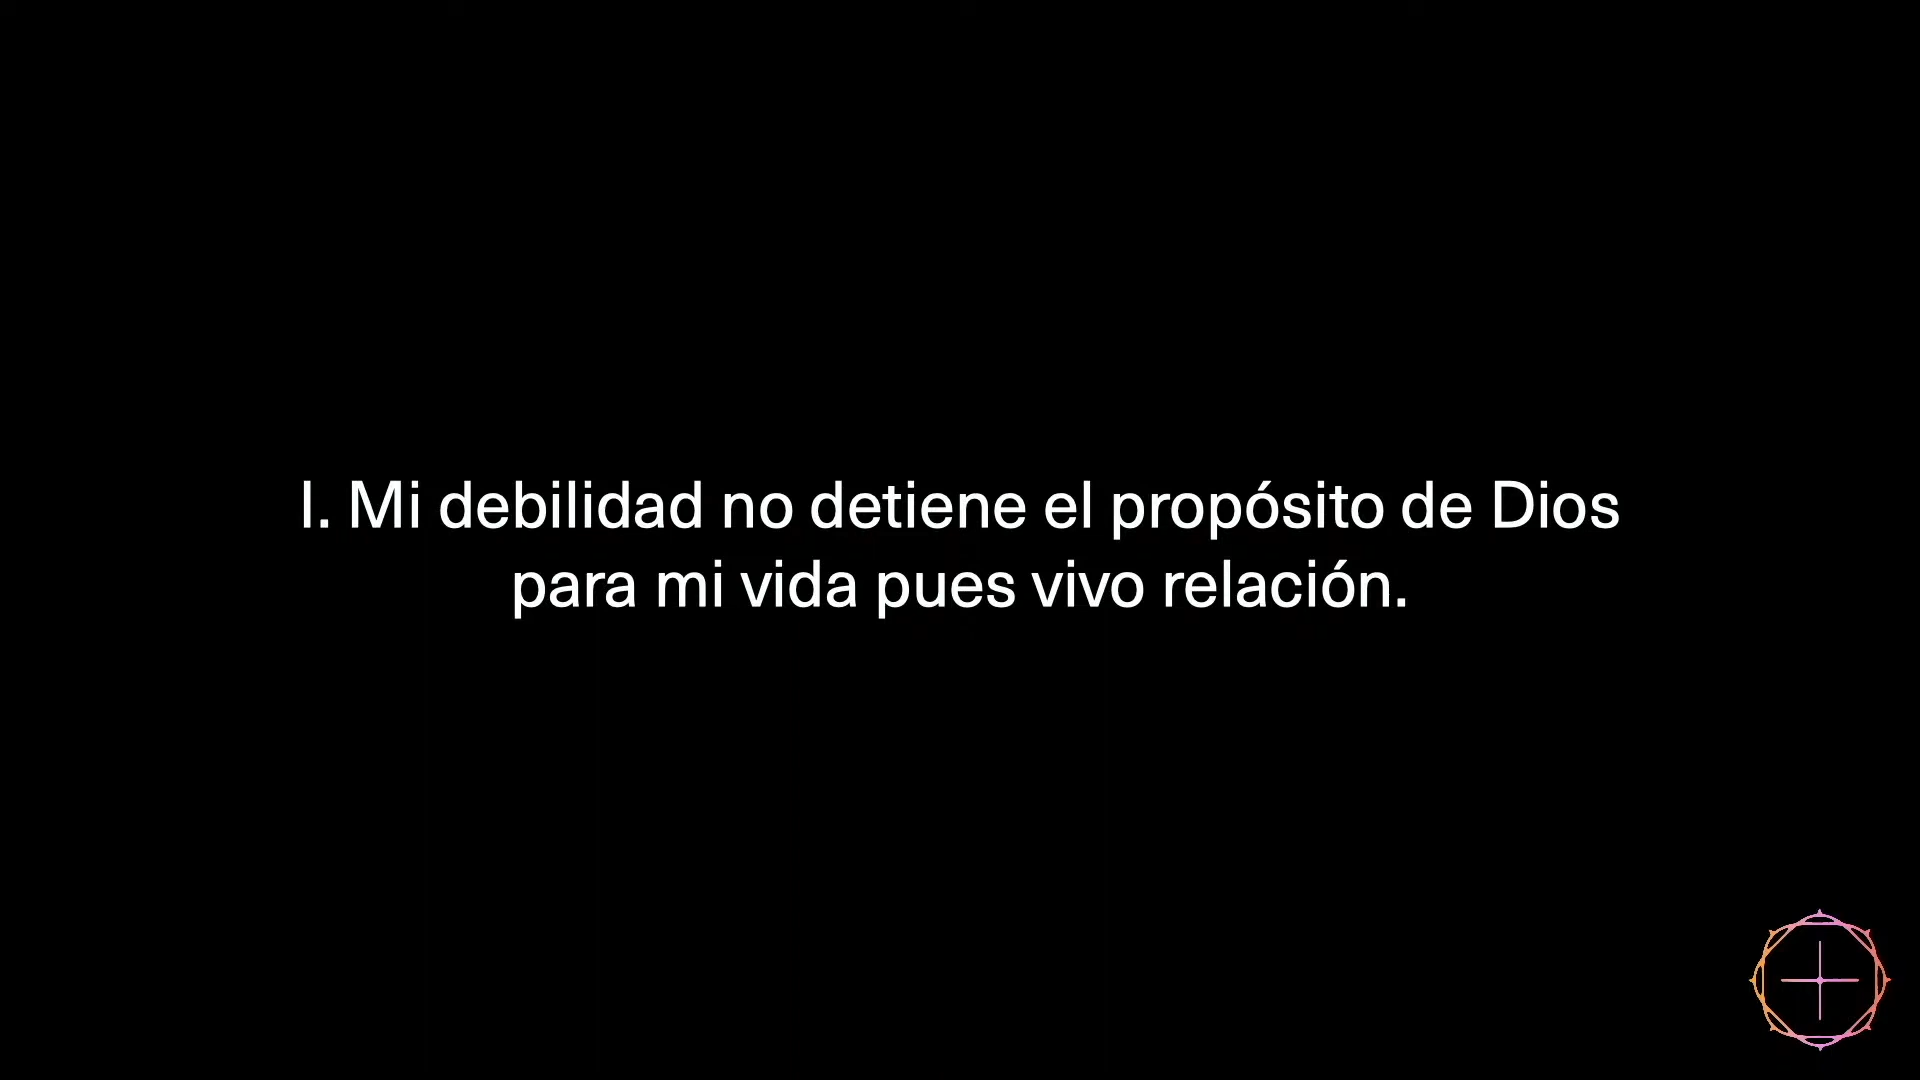 I. Mi debilidad no detiene el propósito de Dios
para mi vida pues vivo relación.